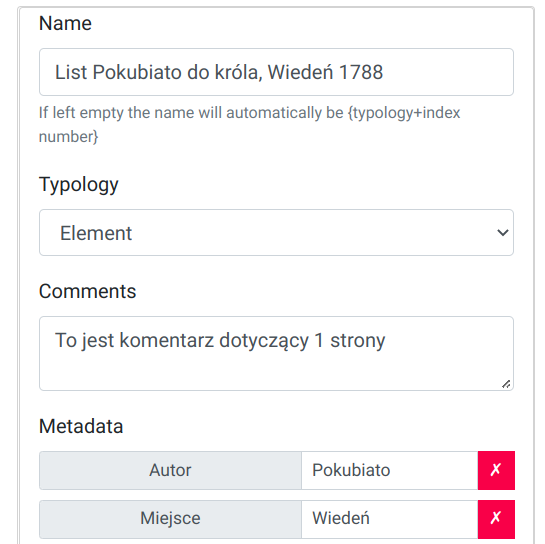 Name
List Pokubiato do króla, Wiedeń 1788
If left empty the name will automatically be {typology+index
number}
Typology
Element
Comments
To jest komentarz dotyczący 1 strony
Metadata
Autor Pokubiato ✗
Miejsce Wiedeń ✗